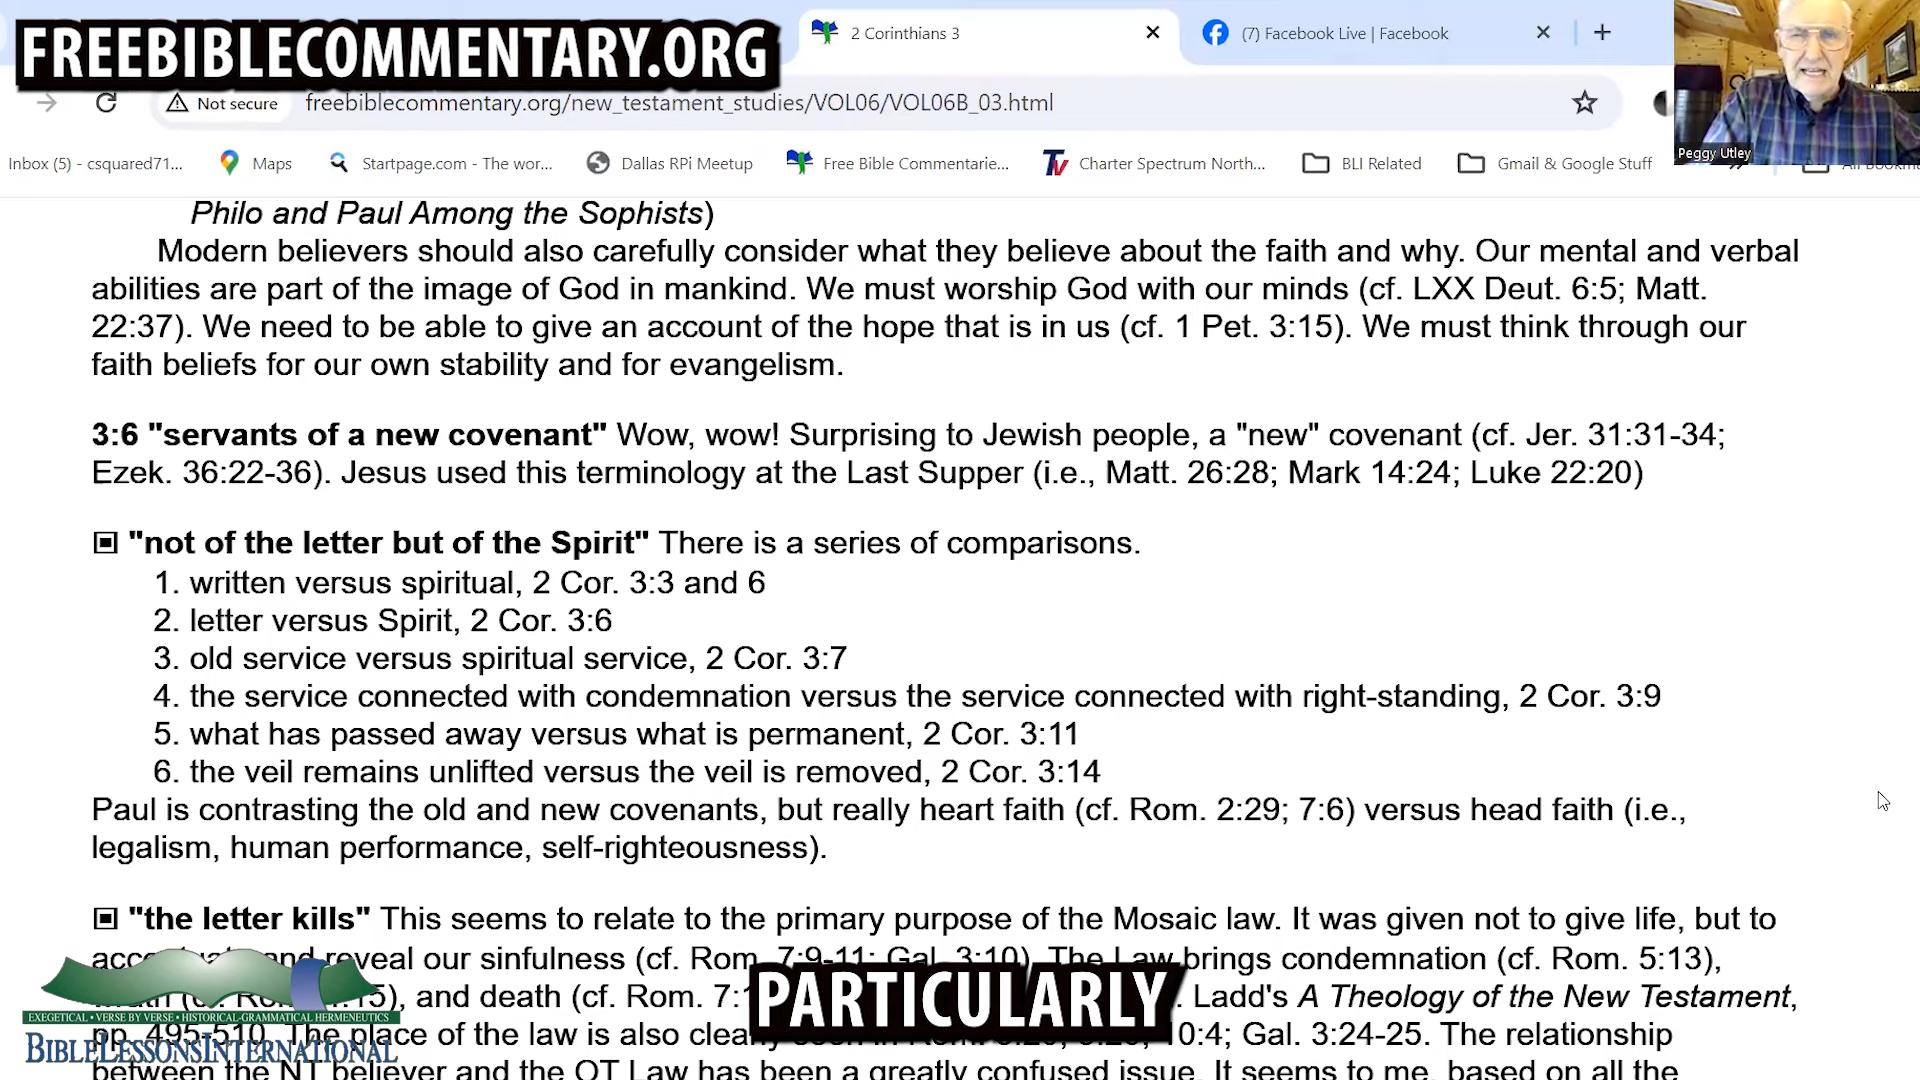 FREEBIBLECOMMENTARY.ORG
2 Corinthians 3
(7) Facebook Live | Facebook
Not secure
freebiblecommentary.org/new_testament_studies/VOL06/VOL06B_03.html
Peggy Utley
Inbox (5) - csquared71...
Maps
Startpage.com - The wor...
Dallas RPi Meetup
Free Bible Commentarie...
Charter Spectrum North...
BLI Related
Gmail & Google Stuff
Philo and Paul Among the Sophists)
Modern believers should also carefully consider what they believe about the faith and why. Our mental and verbal
abilities are part of the image of God in mankind. We must worship God with our minds (cf. LXX Deut. 6:5; Matt.
22:37). We need to be able to give an account of the hope that is in us (cf. 1 Pet. 3:15). We must think through our
faith beliefs for our own stability and for evangelism.
3:6 "servants of a new covenant" Wow, wow! Surprising to Jewish people, a "new" covenant (cf. Jer. 31:31-34;
Ezek. 36:22-36). Jesus used this terminology at the Last Supper (i.e., Matt. 26:28; Mark 14:24; Luke 22:20)
"not of the letter but of the Spirit" There is a series of comparisons.
1. written versus spiritual, 2 Cor. 3:3 and 6
2. letter versus Spirit, 2 Cor. 3:6
3. old service versus spiritual service, 2 Cor. 3:7
4. the service connected with condemnation versus the service connected with right-standing, 2 Cor. 3:9
5. what has passed away versus what is permanent, 2 Cor. 3:11
6. the veil remains unlifted versus the veil is removed, 2 Cor. 3:14
Paul is contrasting the old and new covenants, but really heart faith (cf. Rom. 2:29; 7:6) versus head faith (i.e.,
legalism, human performance, self-righteousness).
"the letter kills" This seems to relate to the primary purpose of the Mosaic law. It was given not to give life, but to
and reveal our sinfulness (cf. Rom. 7:9-11; Gal. 3:10). The Law brings condemnation (cf. Rom. 5:13),
and death (cf. Rom. Ladd's A Theology of the New Testament,
pp. 495-510. The place of the law is also 10:4; Gal. 3:24-25. The relationship
between the NT believer and the OT Law has been a greatly confused issue. It seems to me, based on all the
PARTICULARLY
EXEGETICAL • VERSE BY VERSE • HISTORICAL-GRAMMATICAL HERMENEUTICS
BIBLELESSONSINTERNATIONAL